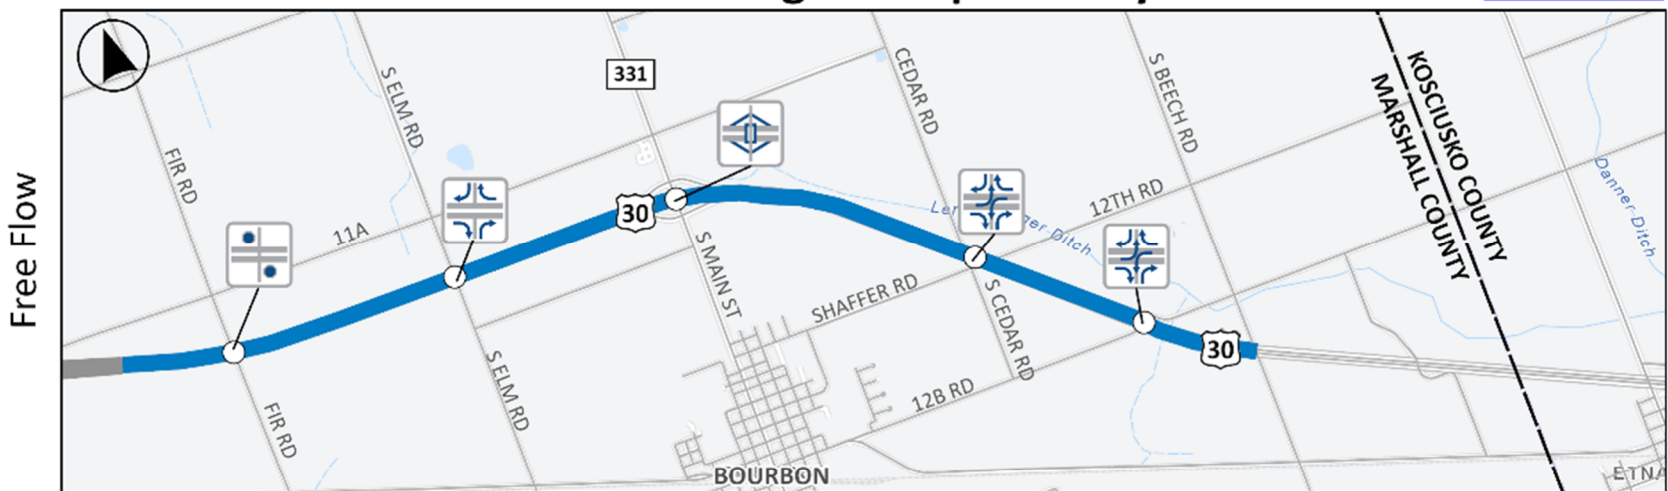 Free Flow
331
S ELM RD
CEDAR RD
S BEECH RD
KOSCIUSKO COUNTY
MARSHALL COUNTY
FIR RD
Danner-Ditch
12TH RD
30
11A
S MAIN ST
SHAFFER RD
S CEDAR RD
30
S ELM RD
12B RD
FIR RD
BOURBON